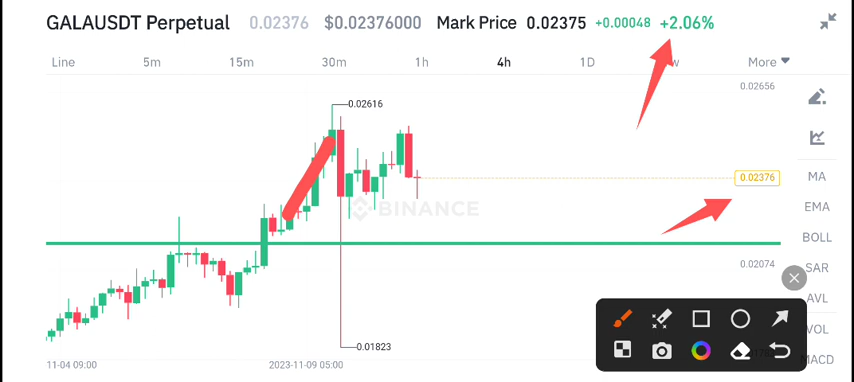 GALAUSDT Perpetual 0.02376 $0.02376000 Mark Price 0.02375 +0.00048 +2.06%
Line 5m 15m 30m 1h 4h 1D More
0.02656
0.02616
MA
0.02376
EMA
BINANCE
BOLL
0.02074
SAR
AVL
VOL
0.01823
MACD
11-04 09:00 2023-11-09 05:00